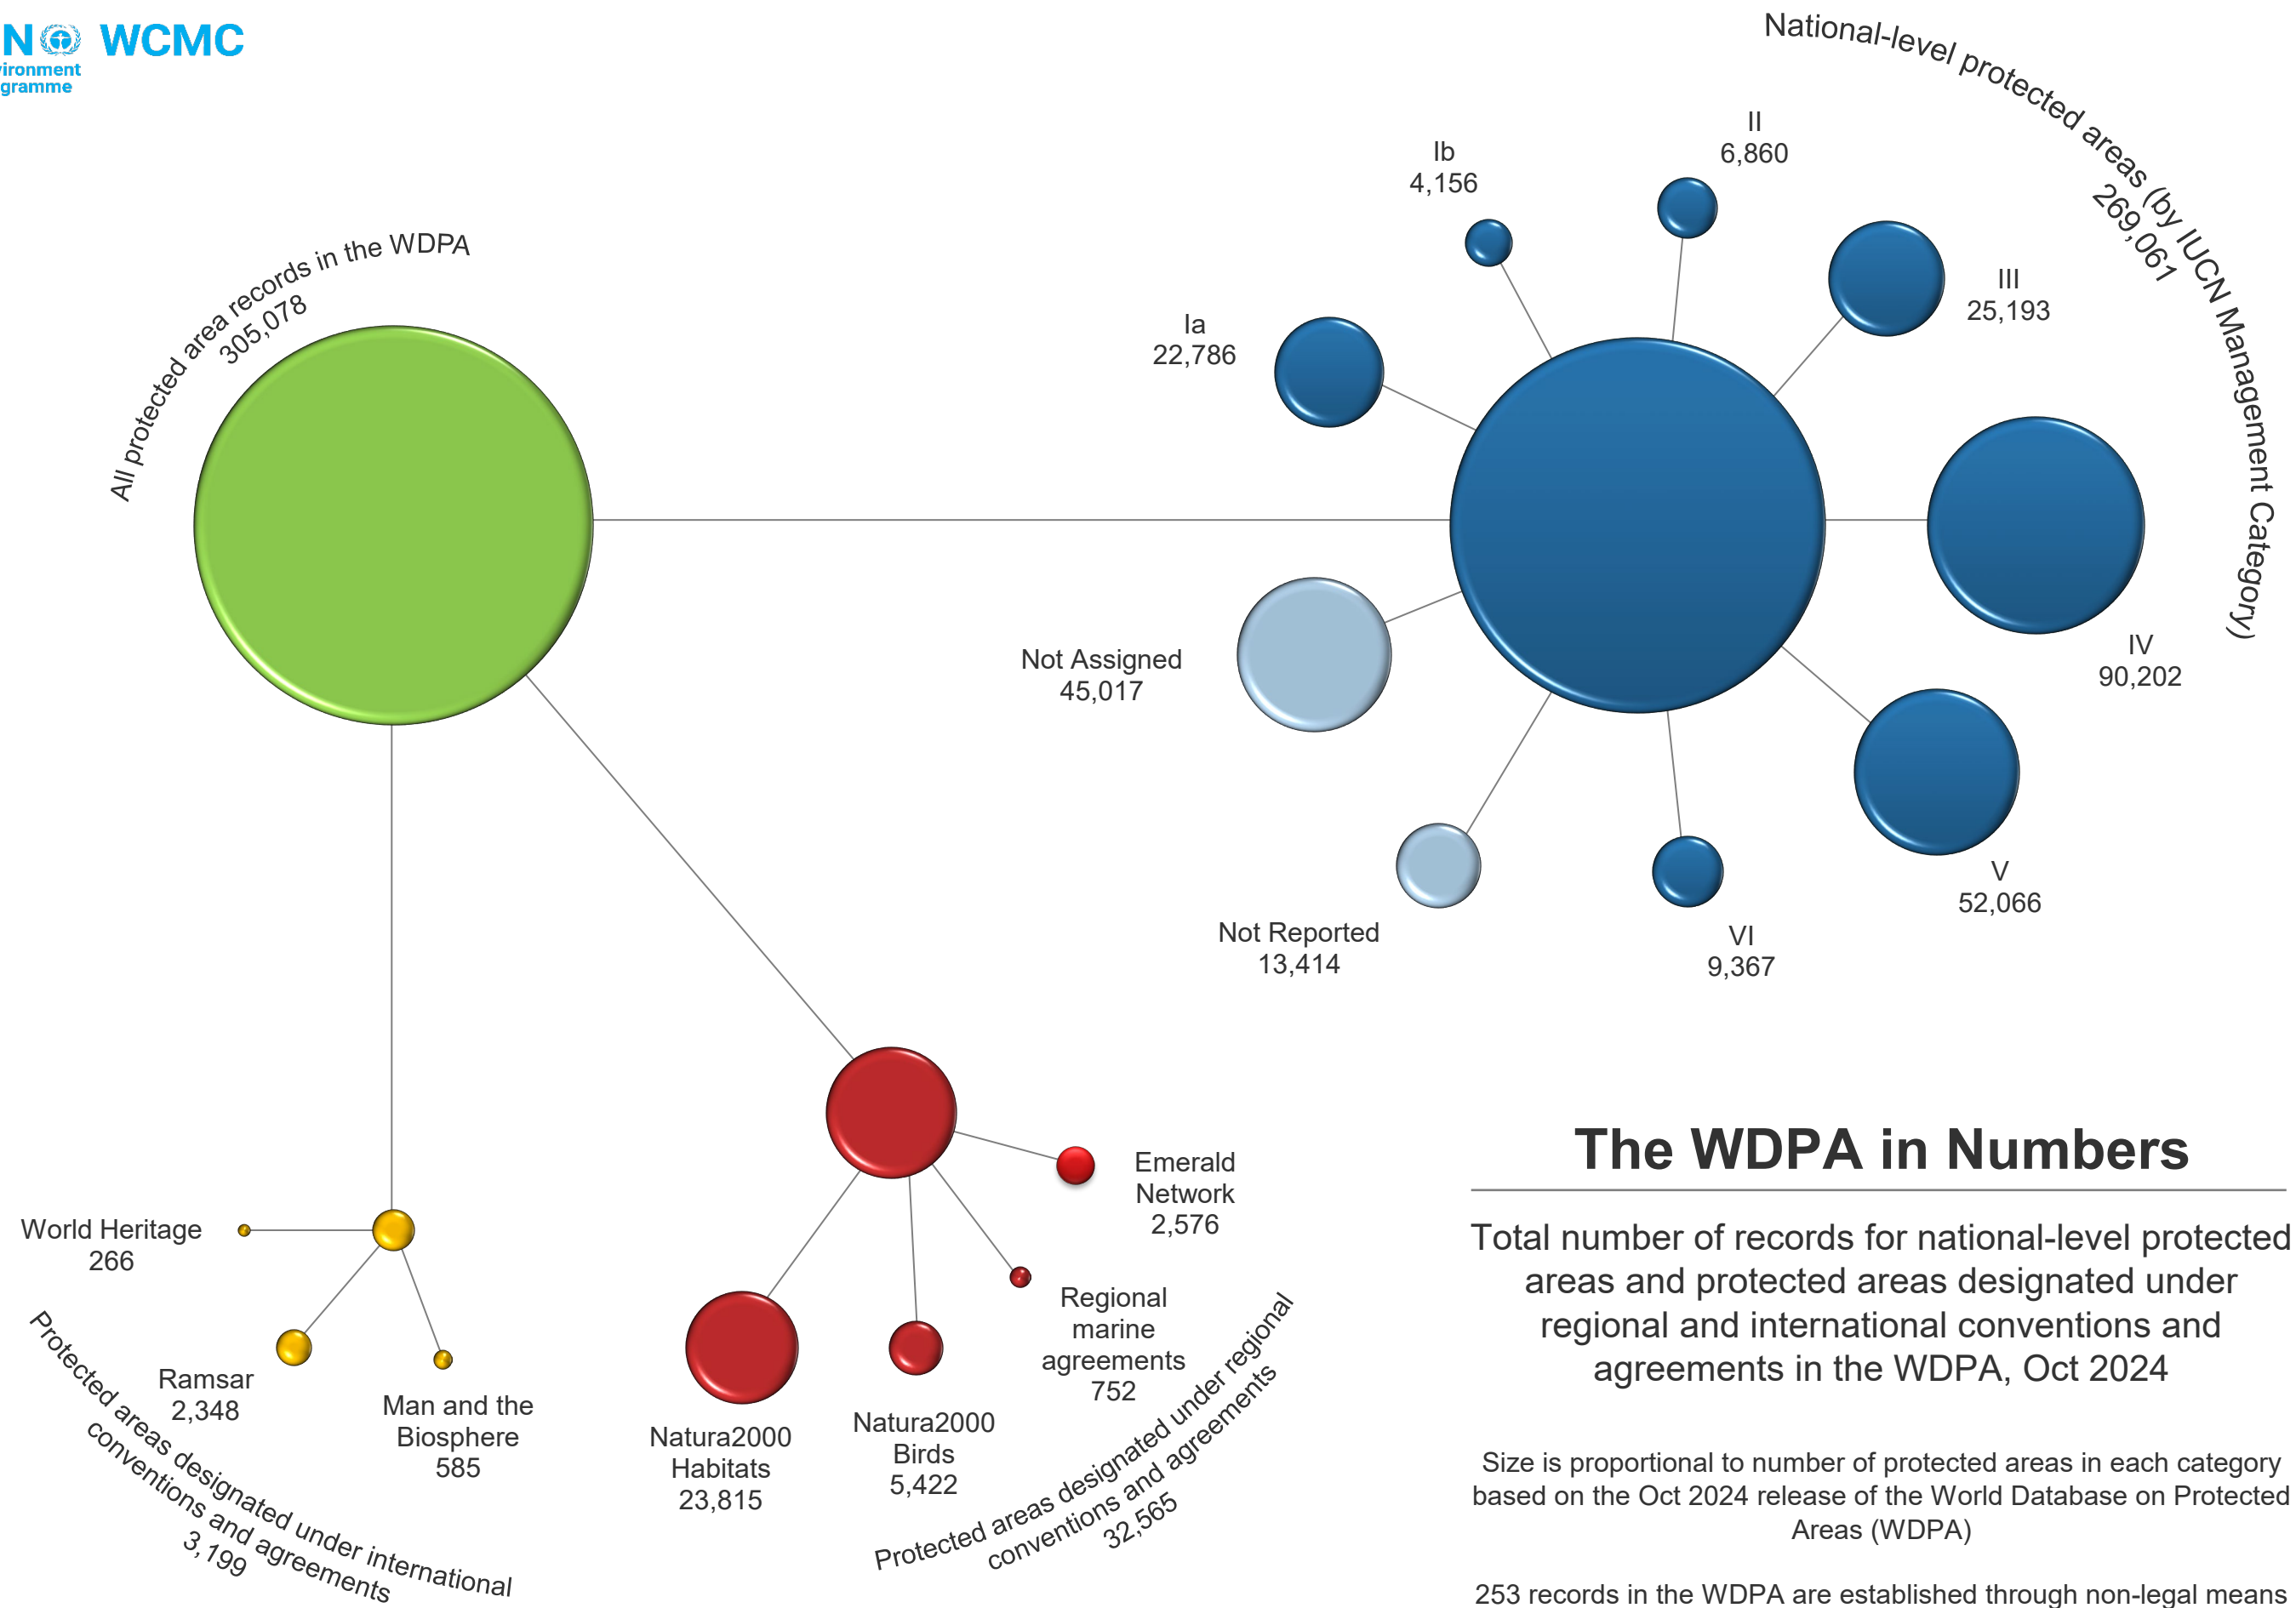 N WCMC
ironment
gramme
National-level protected areas (by IUCN Management Category)
269,061
II
6,860
Ib
4,156
III
25,193
Ia
22,786
All protected area records in the WDPA
305,078
IV
90,202
Not Assigned
45,017
V
52,066
Not Reported
13,414
VI
9,367
World Heritage
266
Ramsar
2,348
Man and the
Biosphere
585
Protected areas designated under international
conventions and agreements
3,199
Emerald
Network
2,576
Regional
marine
agreements
752
Natura2000
Birds
5,422
Natura2000
Habitats
23,815
Protected areas designated under regional
conventions and agreements
32,565
The WDPA in Numbers
Total number of records for national-level protected
areas and protected areas designated under
regional and international conventions and
agreements in the WDPA, Oct 2024
Size is proportional to number of protected areas in each category
based on the Oct 2024 release of the World Database on Protected
Areas (WDPA)
253 records in the WDPA are established through non-legal means